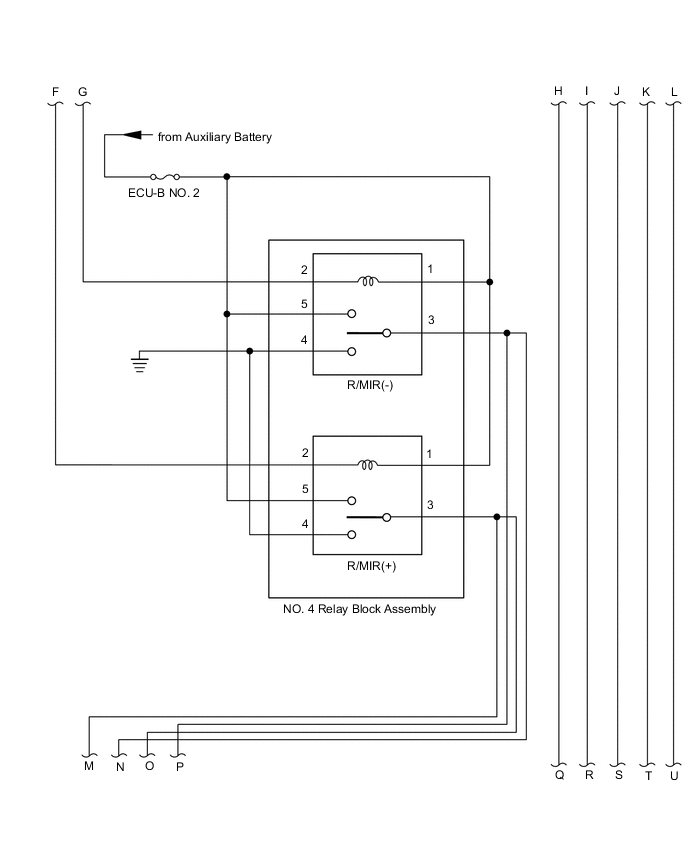 F G H I J K L
from Auxiliary Battery
ECU-B NO. 2
2 1
5
3
4
R/MIR(-)
2 1
5
3
4
R/MIR(+)
NO. 4 Relay Block Assembly
M N O P Q R S T U